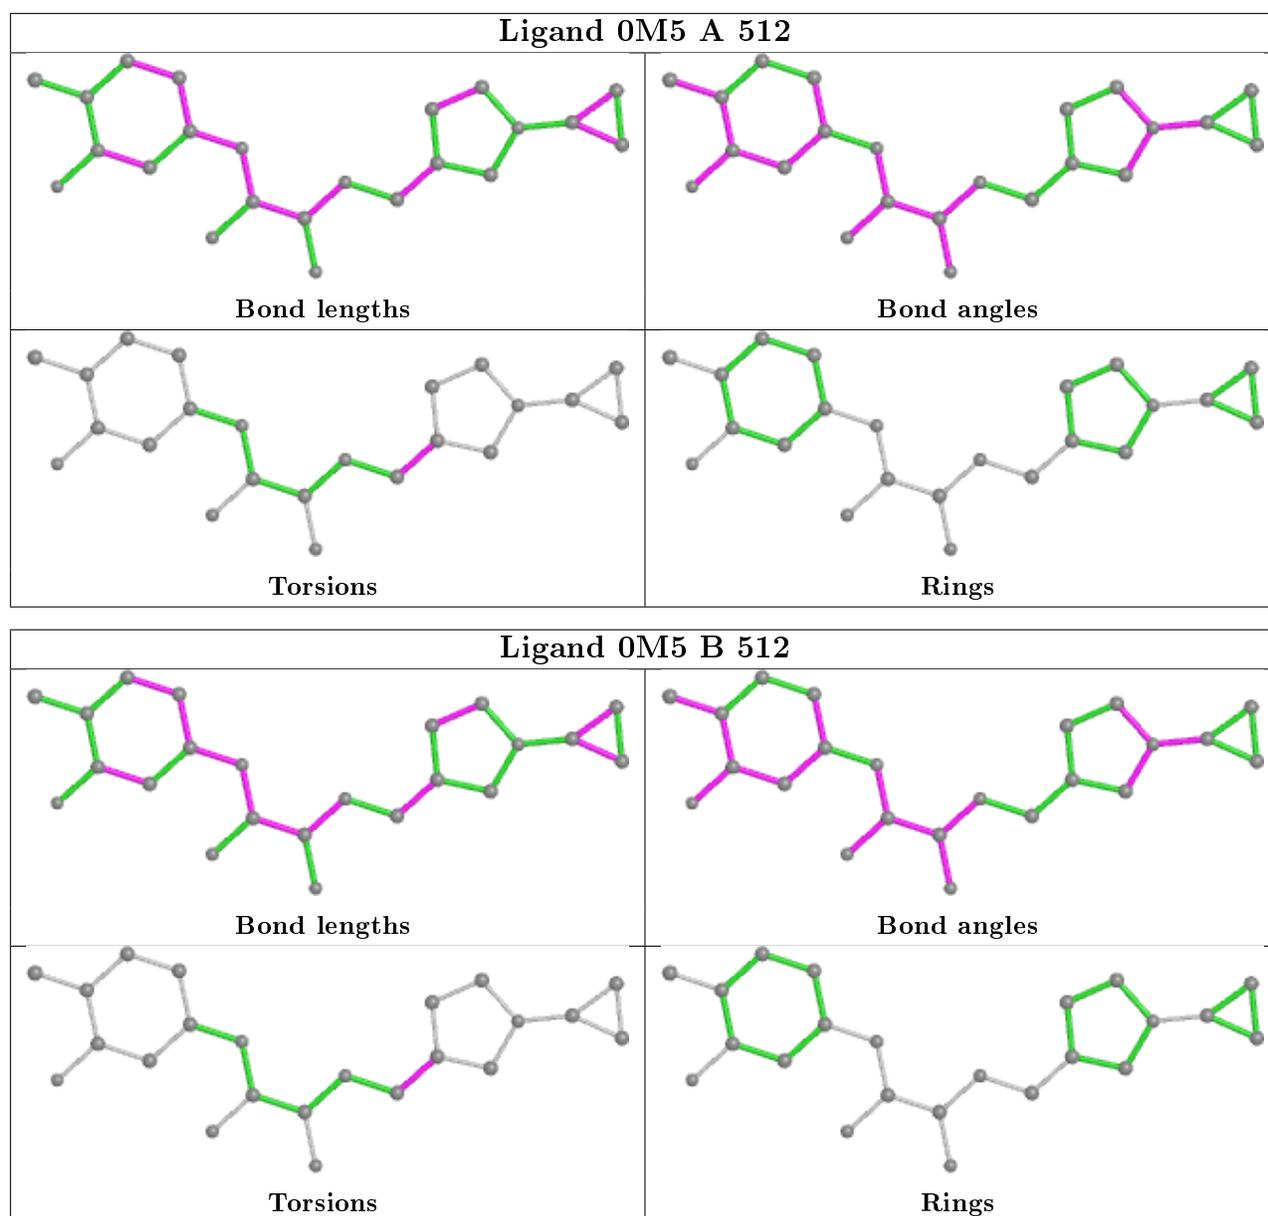 Ligand 0M5 A 512
Bond lengths
Bond angles
Torsions
Rings
Ligand 0M5 B 512
Bond lengths
Bond angles
Torsions
Rings